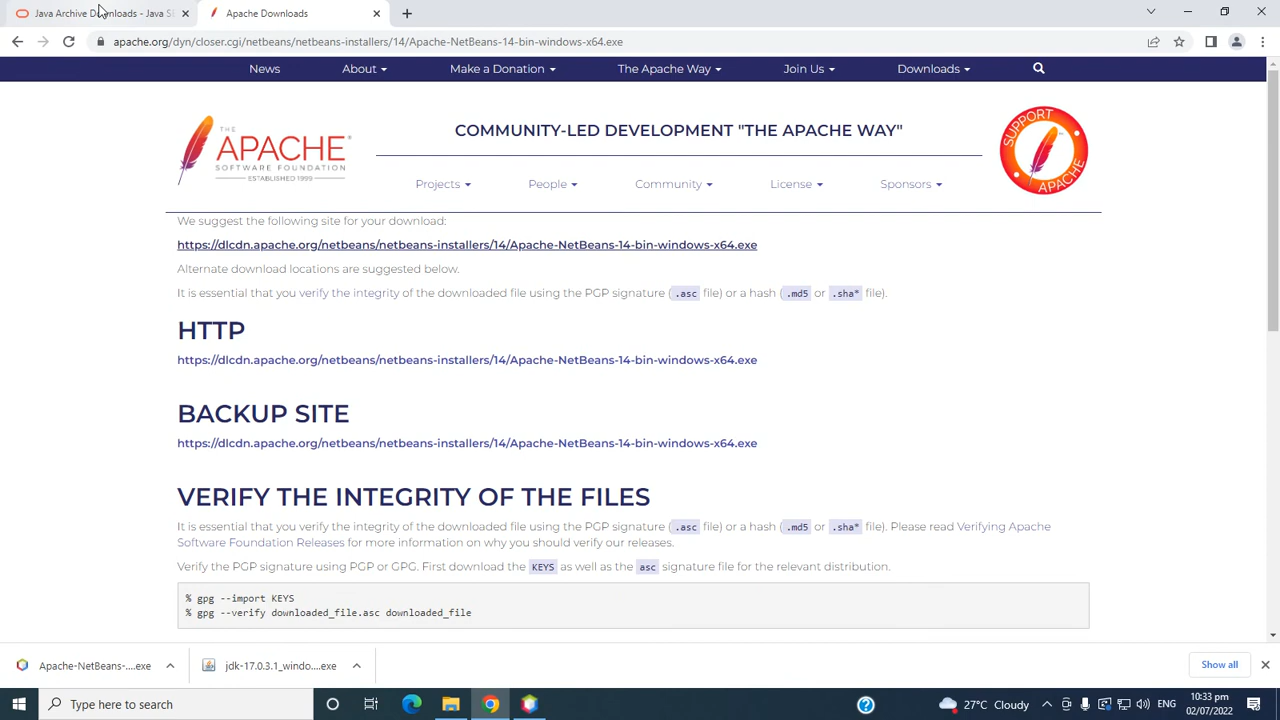 Java Archive Downloads - Java S
Apache Downloads
apache.org/dyn/closer.cgi/netbeans/netbeans-installers/14/Apache-NetBeans-14-bin-windows-x64.exe
News About Make a Donation The Apache Way Join Us Downloads
THE
APACHE
SOFTWARE FOUNDATION
ESTABLISHED 1999
COMMUNITY-LED DEVELOPMENT "THE APACHE WAY"
Projects People Community License Sponsors
SUPPORT
APACHE
We suggest the following site for your download:
https://dlcdn.apache.org/netbeans/netbeans-installers/14/Apache-NetBeans-14-bin-windows-x64.exe
Alternate download locations are suggested below.
It is essential that you verify the integrity of the downloaded file using the PGP signature ( .asc file) or a hash ( .md5 or .sha* file).
HTTP
https://dlcdn.apache.org/netbeans/netbeans-installers/14/Apache-NetBeans-14-bin-windows-x64.exe
BACKUP SITE
https://dlcdn.apache.org/netbeans/netbeans-installers/14/Apache-NetBeans-14-bin-windows-x64.exe
VERIFY THE INTEGRITY OF THE FILES
It is essential that you verify the integrity of the downloaded file using the PGP signature ( .asc file) or a hash ( .md5 or .sha* file). Please read Verifying Apache
Software Foundation Releases for more information on why you should verify our releases.
Verify the PGP signature using PGP or GPG. First download the KEYS as well as the asc signature file for the relevant distribution.
% gpg --import KEYS
% gpg --verify downloaded_file.asc downloaded_file
Apache-NetBeans-....exe
jdk-17.0.3.1_windo....exe
Show all
Type here to search
27°C Cloudy
ENG
10:33 pm
02/07/2022